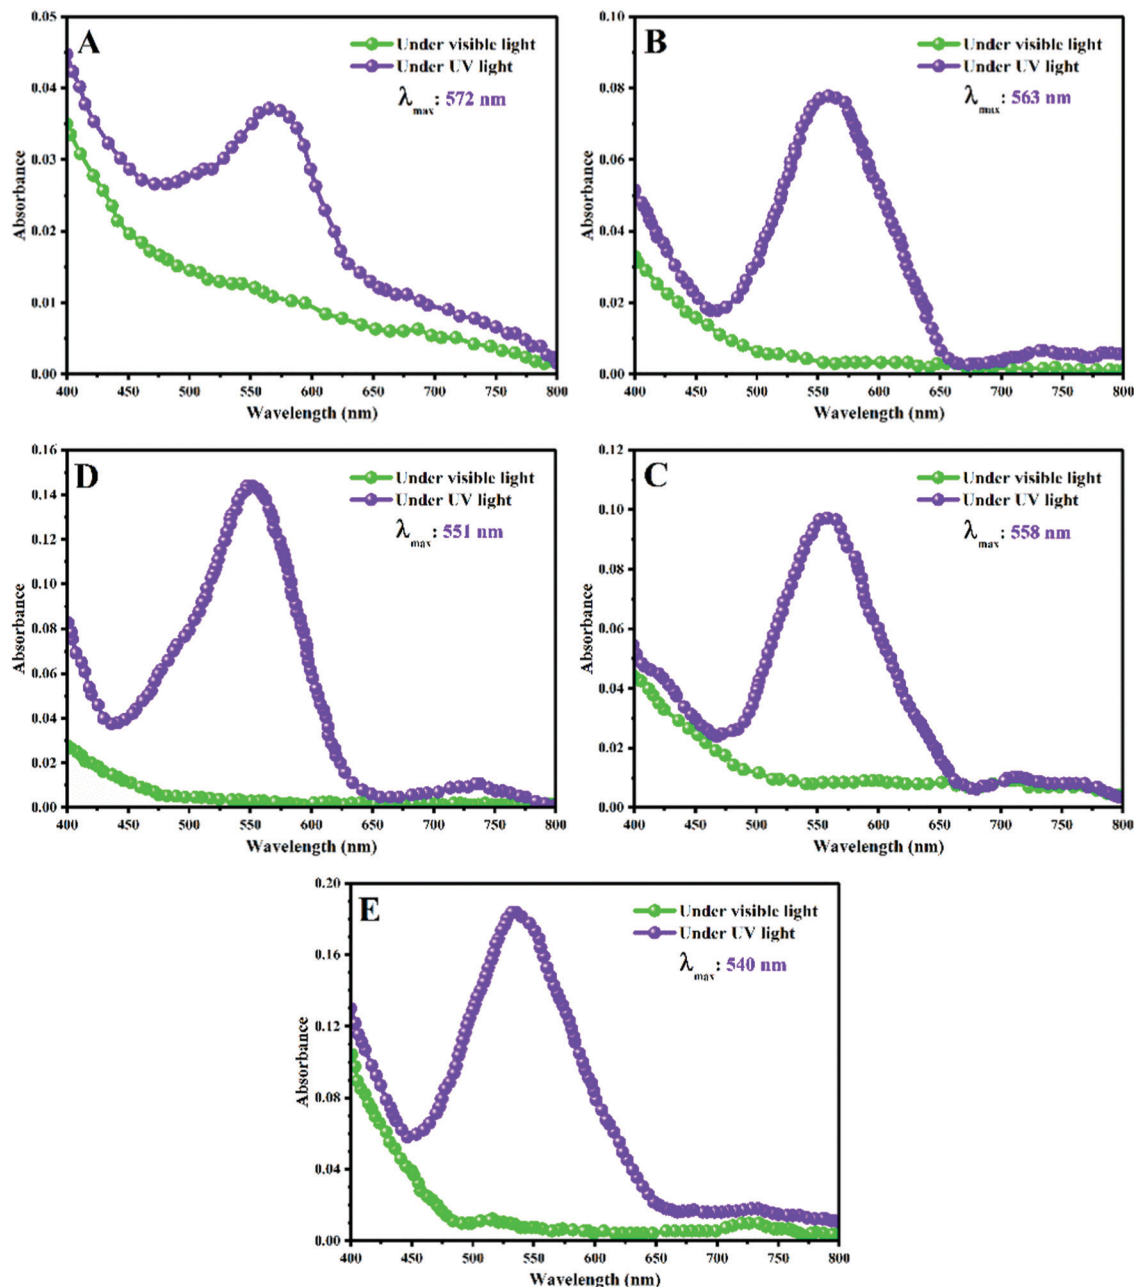 A
Under visible light
Under UV light
λmax: 572 nm
0.05
0.04
0.03
0.02
0.01
0.00
Absorbance
400 450 500 550 600 650 700 750 800
Wavelength (nm)
B
Under visible light
Under UV light
λmax: 563 nm
0.10
0.08
0.06
0.04
0.02
0.00
Absorbance
400 450 500 550 600 650 700 750 800
Wavelength (nm)
D
Under visible light
Under UV light
λmax: 551 nm
0.16
0.14
0.12
0.10
0.08
0.06
0.04
0.02
0.00
Absorbance
400 450 500 550 600 650 700 750 800
Wavelength (nm)
C
Under visible light
Under UV light
λmax: 558 nm
0.12
0.10
0.08
0.06
0.04
0.02
0.00
Absorbance
400 450 500 550 600 650 700 750 800
Wavelength (nm)
E
Under visible light
Under UV light
λmax: 540 nm
0.20
0.16
0.12
0.08
0.04
0.00
Absorbance
400 450 500 550 600 650 700 750 800
Wavelength (nm)